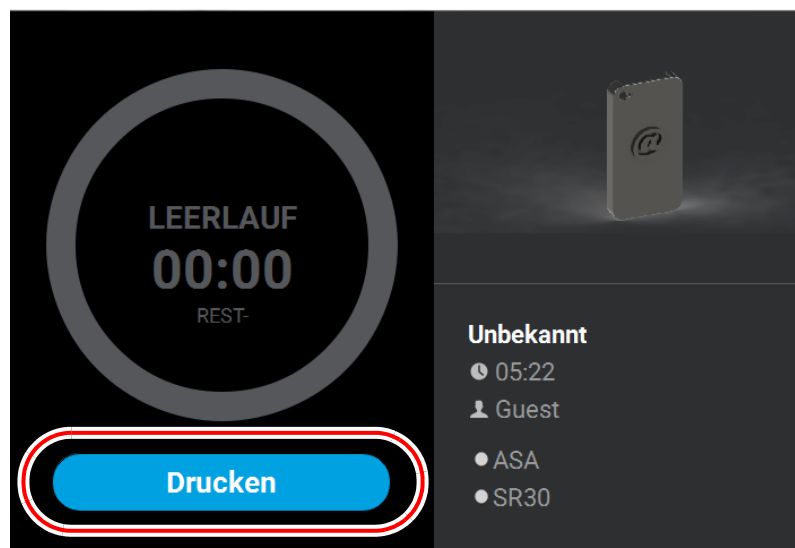 LEERLAUF
00:00
REST-
Drucken
@
Unbekannt
05:22
Guest
ASA
SR30